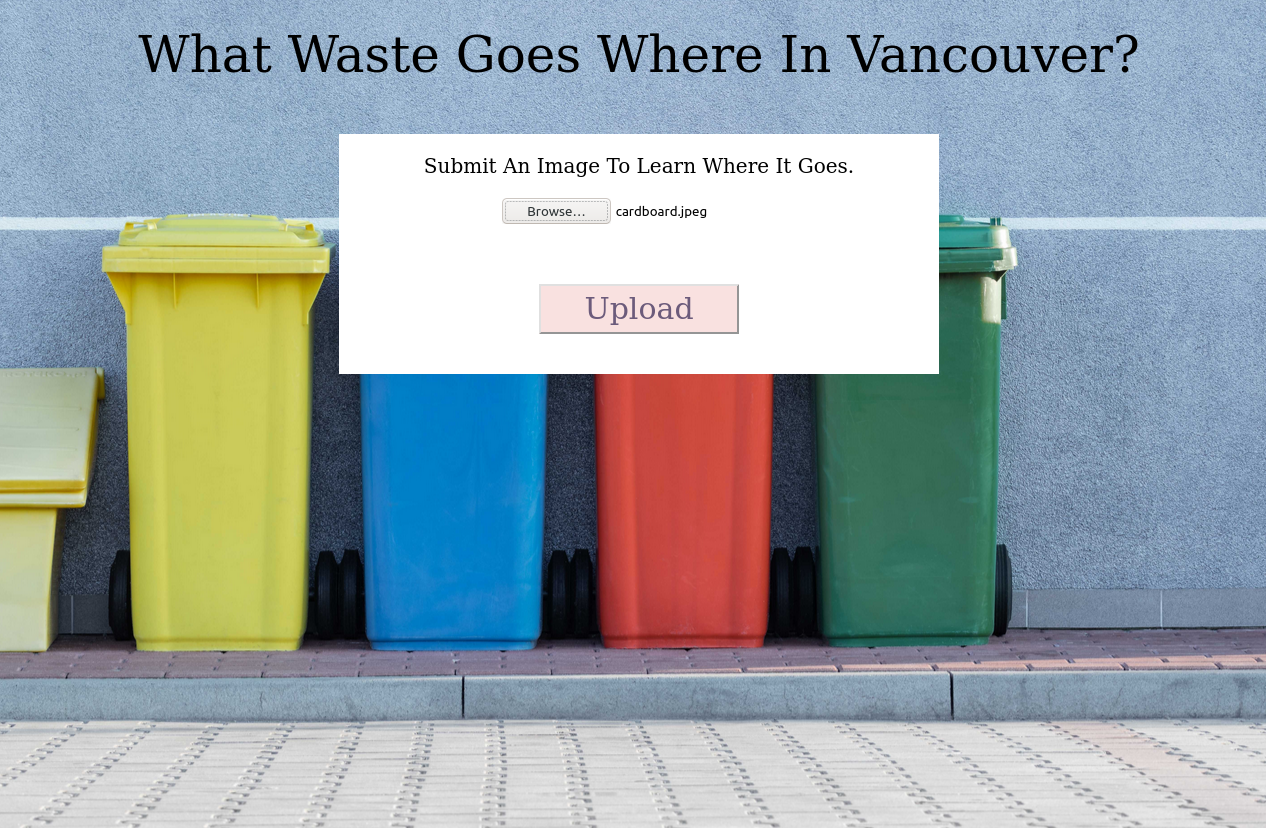 What Waste Goes Where In Vancouver?
Submit An Image To Learn Where It Goes.
Browse... cardboard.jpeg
Upload